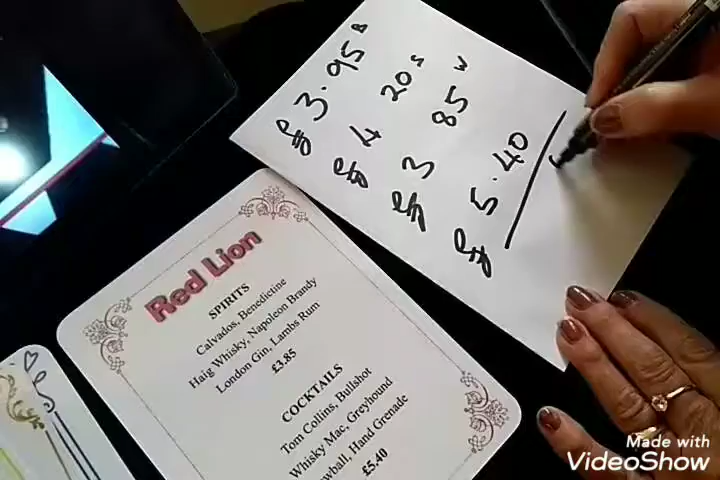 £3.95 B
£4 20 S
£3 85 W
£5.40
Red Lion
SPIRITS
Calvados, Benedictine
Haig Whisky, Napoleon Brandy
London Gin, Lambs Rum
£3.85
COCKTAILS
Tom Collins, Bullshot
Whisky Mac, Greyhound
Hand Grenade
£5.40
Made with
VideoShow